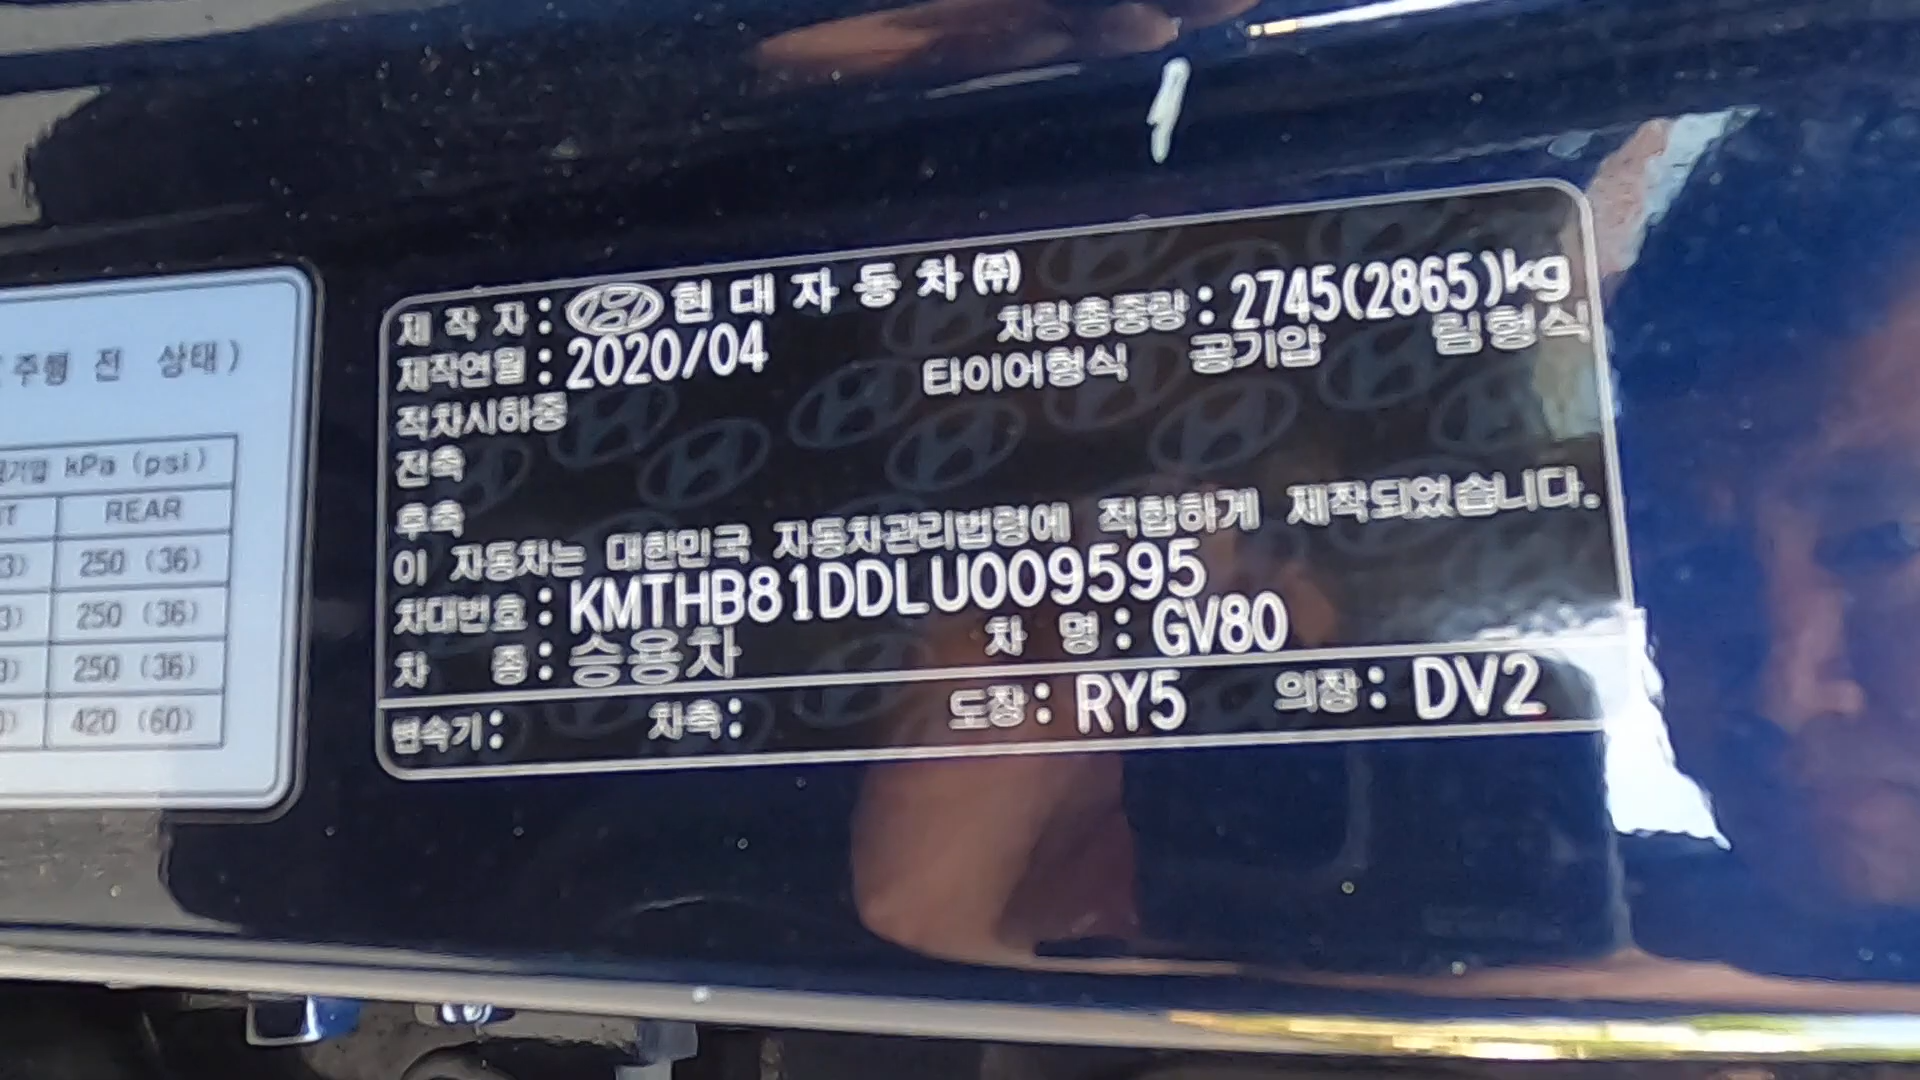 주행 전 상태)
kPa (psi)
REAR
250 (36)
250 (36)
250 (36)
420 (60)
제 작 자 : 현 대 자 동 차 ㈜
차량총중량 : 2745(2865)kg
제작연월 : 2020/04
타이어형식 공기압 림형식
적차시하중
전축
후축
이 자동차는 대한민국 자동차관리법령에 적합하게 제작되었습니다.
차대번호 : KMTHB81DDLU009595
차 종 : 승용차 차 명 : GV80
변속기 : 차축 : 도장 : RY5 의장 : DV2